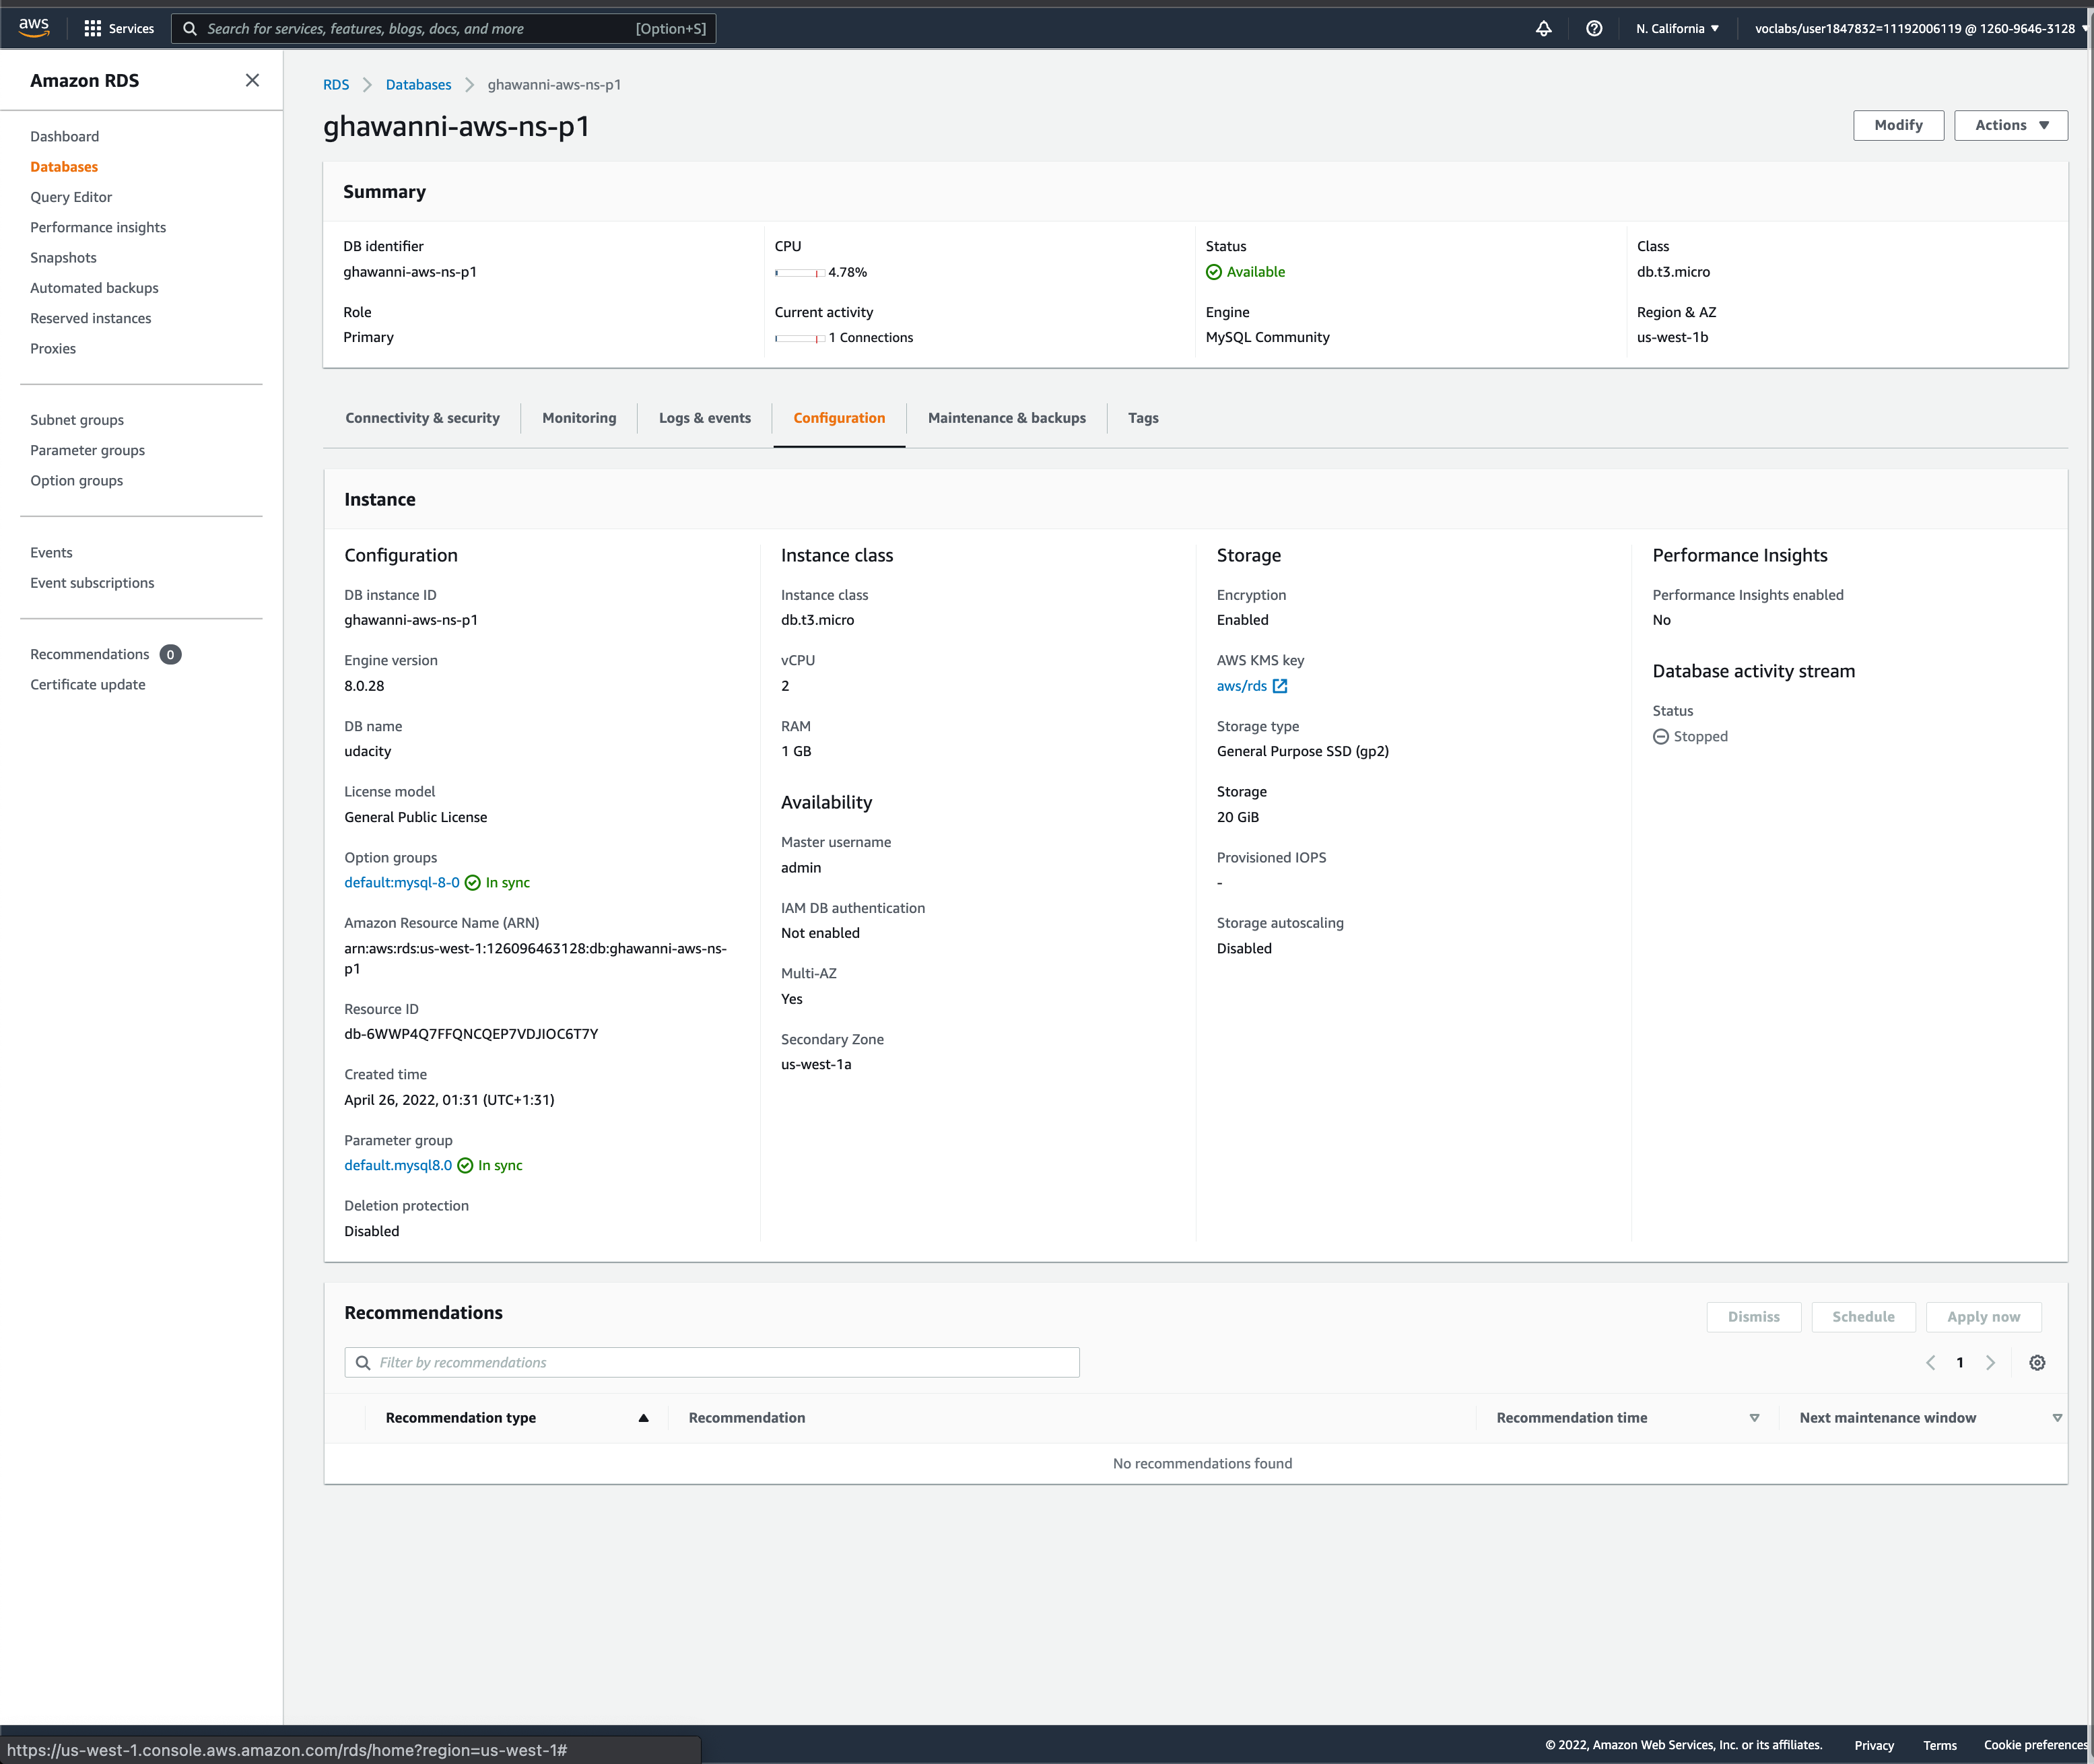 aws
Services
Search for services, features, blogs, docs, and more
[Option+S]
N. California
voclabs/user1847832=11192006119 @ 1260-9646-3128
Amazon RDS
Dashboard
Databases
Query Editor
Performance insights
Snapshots
Automated backups
Reserved instances
Proxies
Subnet groups
Parameter groups
Option groups
Events
Event subscriptions
Recommendations 0
Certificate update
RDS
Databases
ghawanni-aws-ns-p1
ghawanni-aws-ns-p1
Modify
Actions
Summary
DB identifier
ghawanni-aws-ns-p1
Role
Primary
CPU
4.78%
Current activity
1 Connections
Status
Available
Engine
MySQL Community
Class
db.t3.micro
Region & AZ
us-west-1b
Connectivity & security
Monitoring
Logs & events
Configuration
Maintenance & backups
Tags
Instance
Configuration
DB instance ID
ghawanni-aws-ns-p1
Engine version
8.0.28
DB name
udacity
License model
General Public License
Option groups
default:mysql-8-0 In sync
Amazon Resource Name (ARN)
arn:aws:rds:us-west-1:126096463128:db:ghawanni-aws-ns-
p1
Resource ID
db-6WWP4Q7FFQNCQEP7VDJIOC6T7Y
Created time
April 26, 2022, 01:31 (UTC+1:31)
Parameter group
default.mysql8.0 In sync
Deletion protection
Disabled
Instance class
Instance class
db.t3.micro
vCPU
2
RAM
1 GB
Availability
Master username
admin
IAM DB authentication
Not enabled
Multi-AZ
Yes
Secondary Zone
us-west-1a
Storage
Encryption
Enabled
AWS KMS key
aws/rds
Storage type
General Purpose SSD (gp2)
Storage
20 GiB
Provisioned IOPS
-
Storage autoscaling
Disabled
Performance Insights
Performance Insights enabled
No
Database activity stream
Status
Stopped
Recommendations
Dismiss
Schedule
Apply now
Filter by recommendations
1
Recommendation type
Recommendation
Recommendation time
Next maintenance window
No recommendations found
https://us-west-1.console.aws.amazon.com/rds/home?region=us-west-1#
© 2022, Amazon Web Services, Inc. or its affiliates.
Privacy
Terms
Cookie preferences